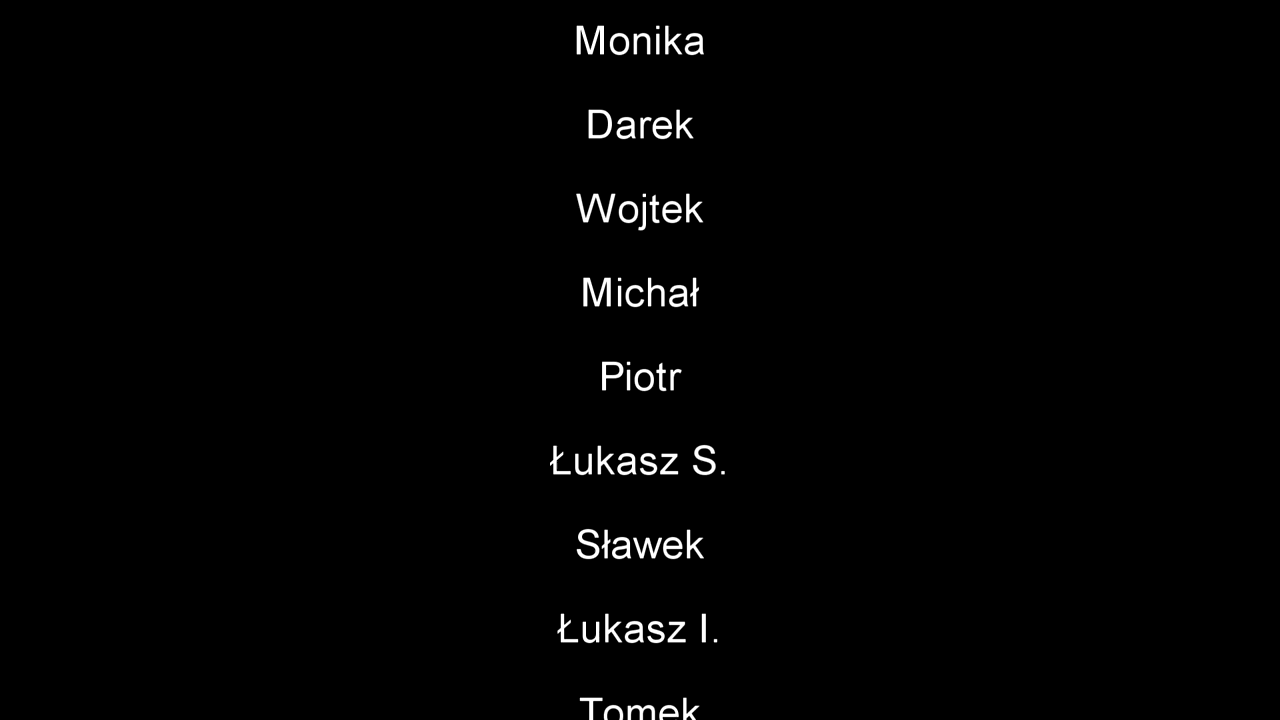 Monika
Darek
Wojtek
Michał
Piotr
Łukasz S.
Sławek
Łukasz I.
Tomek